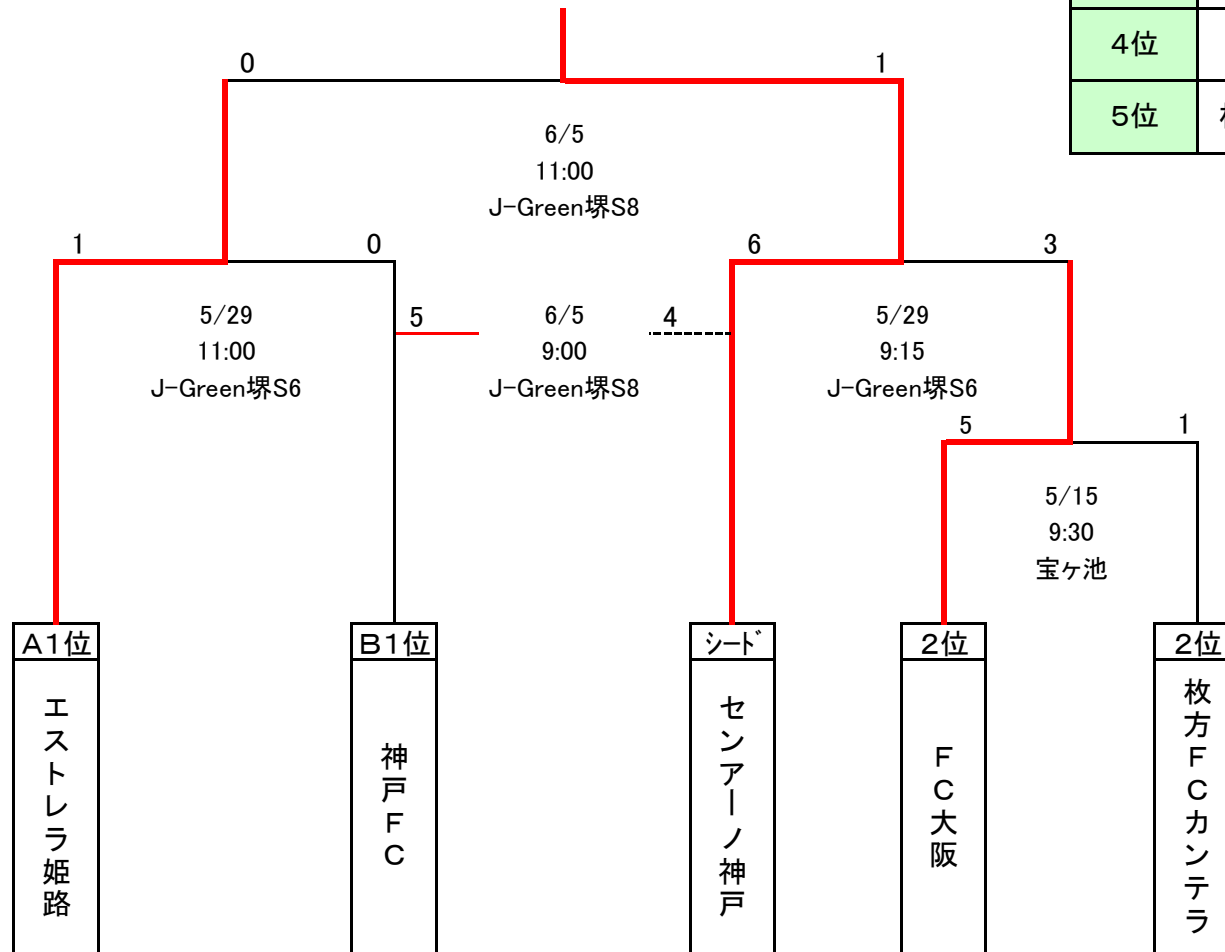 4位
5位
0
1
6/5
11:00
J-Green堺S8
1
0
6
3
5/29
11:00
J-Green堺S6
5
6/5
9:00
J-Green堺S8
4
5/29
9:15
J-Green堺S6
5
1
5/15
9:30
宝ヶ池
A1位
B1位
シード
2位
2位
エストレラ姫路
神戸FC
センアーノ神戸
FC大阪
枚方FCカンテラ